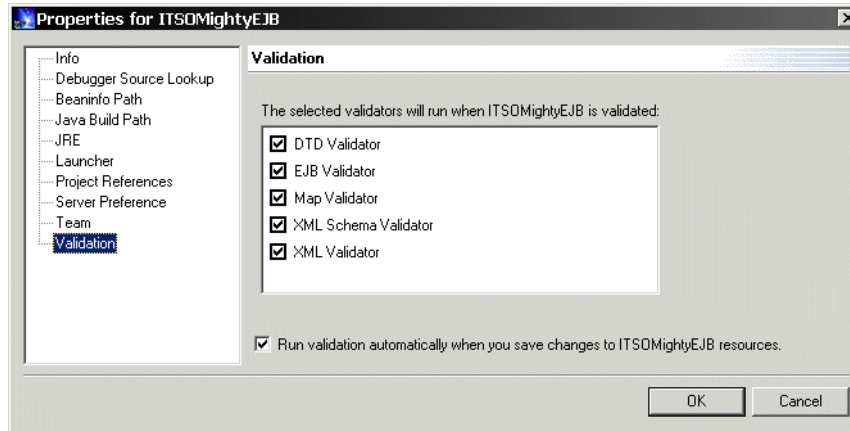 Properties for ITSOMightyEJB
Info
Debugger Source Lookup
Beaninfo Path
Java Build Path
JRE
Launcher
Project References
Server Preference
Team
Validation
Validation
The selected validators will run when ITSOMightyEJB is validated:
DTD Validator
EJB Validator
Map Validator
XML Schema Validator
XML Validator
Run validation automatically when you save changes to ITSOMightyEJB resources.
OK
Cancel